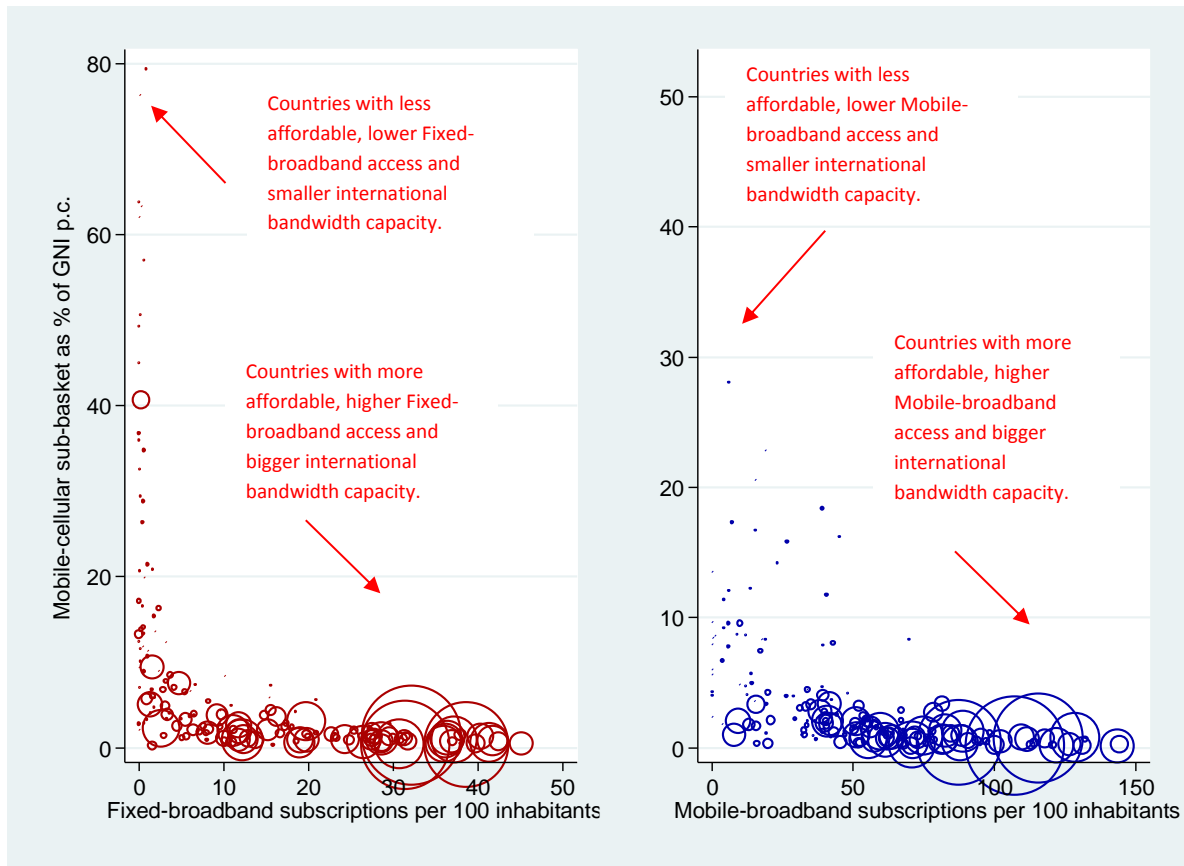 Mobile-cellular sub-basket as % of GNI p.c.
80
60
40
20
0
Countries with less
affordable, lower Fixed-
broadband access and
smaller international
bandwidth capacity.
Countries with more
affordable, higher Fixed-
broadband access and
bigger international
bandwidth capacity.
0
10
20
30
40
50
Fixed-broadband subscriptions per 100 inhabitants
50
40
30
20
10
0
Countries with less
affordable, lower Mobile-
broadband access and
smaller international
bandwidth capacity.
Countries with more
affordable, higher
Mobile-broadband
access and bigger
international
bandwidth capacity.
0
50
100
150
Mobile-broadband subscriptions per 100 inhabitants